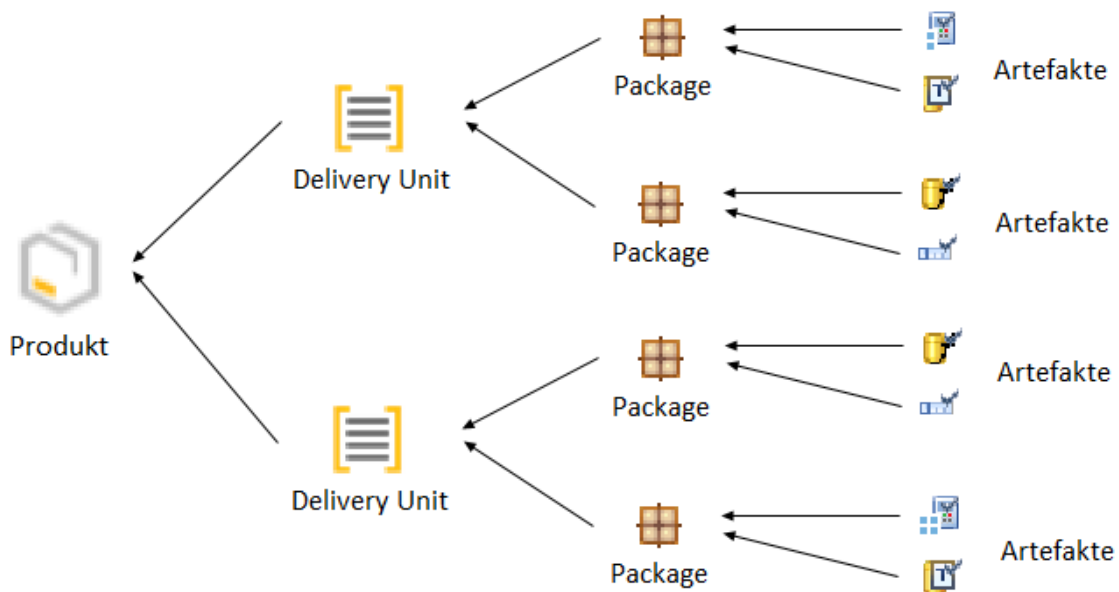 Package
Artefakte
Delivery Unit
Package
Artefakte
Produkt
Package
Artefakte
Delivery Unit
Package
Artefakte